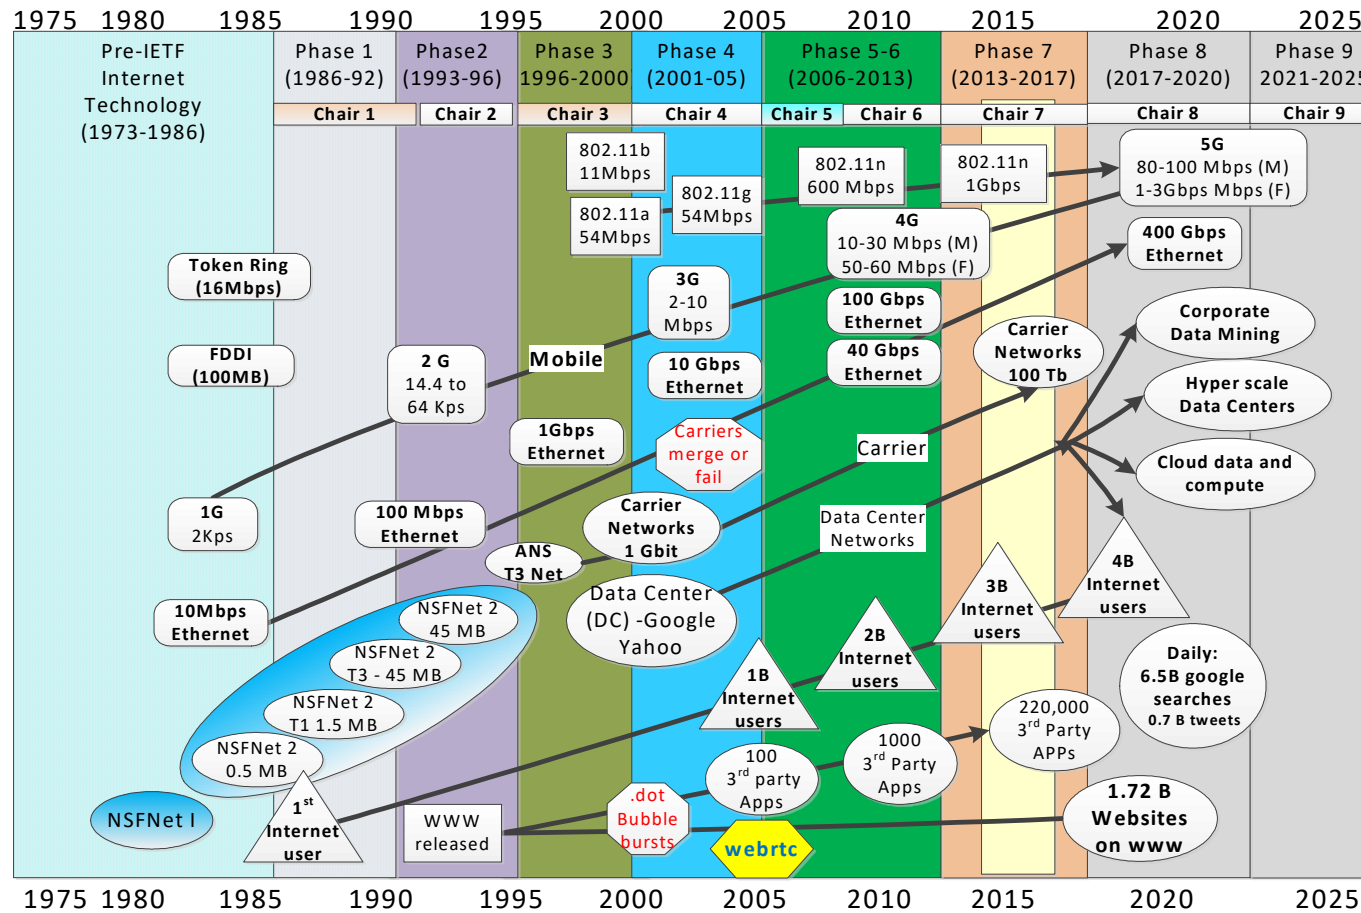 1975 1980 1985 1990 1995 2000 2005 2010 2015 2020 2025
Pre-IETF
Internet
Technology
(1973-1986)
Phase 1
(1986-92)
Phase2
(1993-96)
Phase 3
1996-2000
Phase 4
(2001-05)
Phase 5-6
(2006-2013)
Phase 7
(2013-2017)
Phase 8
(2017-2020)
Phase 9
2021-2025
Chair 1
Chair 2
Chair 3
Chair 4
Chair 5
Chair 6
Chair 7
Chair 8
Chair 9
802.11b
11Mbps
802.11a
54Mbps
802.11g
54Mbps
802.11n
600 Mbps
802.11n
1Gbps
5G
80-100 Mbps (M)
1-3Gbps Mbps (F)
4G
10-30 Mbps (M)
50-60 Mbps (F)
400 Gbps
Ethernet
Token Ring
(16Mbps)
3G
2-10
Mbps
100 Gbps
Ethernet
Corporate
Data Mining
FDDI
(100MB)
2 G
14.4 to
64 Kps
Mobile
10 Gbps
Ethernet
40 Gbps
Ethernet
Carrier
Networks
100 Tb
Hyper scale
Data Centers
1Gbps
Ethernet
Carriers
merge or
fail
Carrier
Cloud data and
compute
1G
2Kps
100 Mbps
Ethernet
Carrier
Networks
1 Gbit
Data Center
Networks
ANS
T3 Net
10Mbps
Ethernet
NSFNet 2
45 MB
NSFNet 2
T3 - 45 MB
NSFNet 2
T1 1.5 MB
NSFNet 2
0.5 MB
Data Center
(DC) -Google
Yahoo
1B
Internet
users
2B
Internet
users
3B
Internet
users
4B
Internet
users
Daily:
6.5B google
searches
0.7 B tweets
NSFNet I
1st
Internet
user
WWW
released
.dot
Bubble
bursts
100
3rd party
Apps
1000
3rd Party
Apps
220,000
3rd Party
APPs
webrtc
1.72 B
Websites
on www
1975 1980 1985 1990 1995 2000 2005 2010 2015 2020 2025